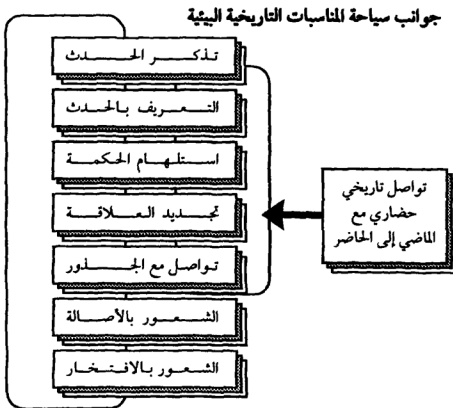 جوانب سياحة المناسبات التاريخية البيئية
تذكر الحدث
التعريف بالحدث
استلهام الحكمة
تجديد العلاقة
تواصل مع الجذور
الشعور بالأصالة
الشعور بالافتخار
تواصل تاريخي
حضاري مع
الماضي إلى الحاضر